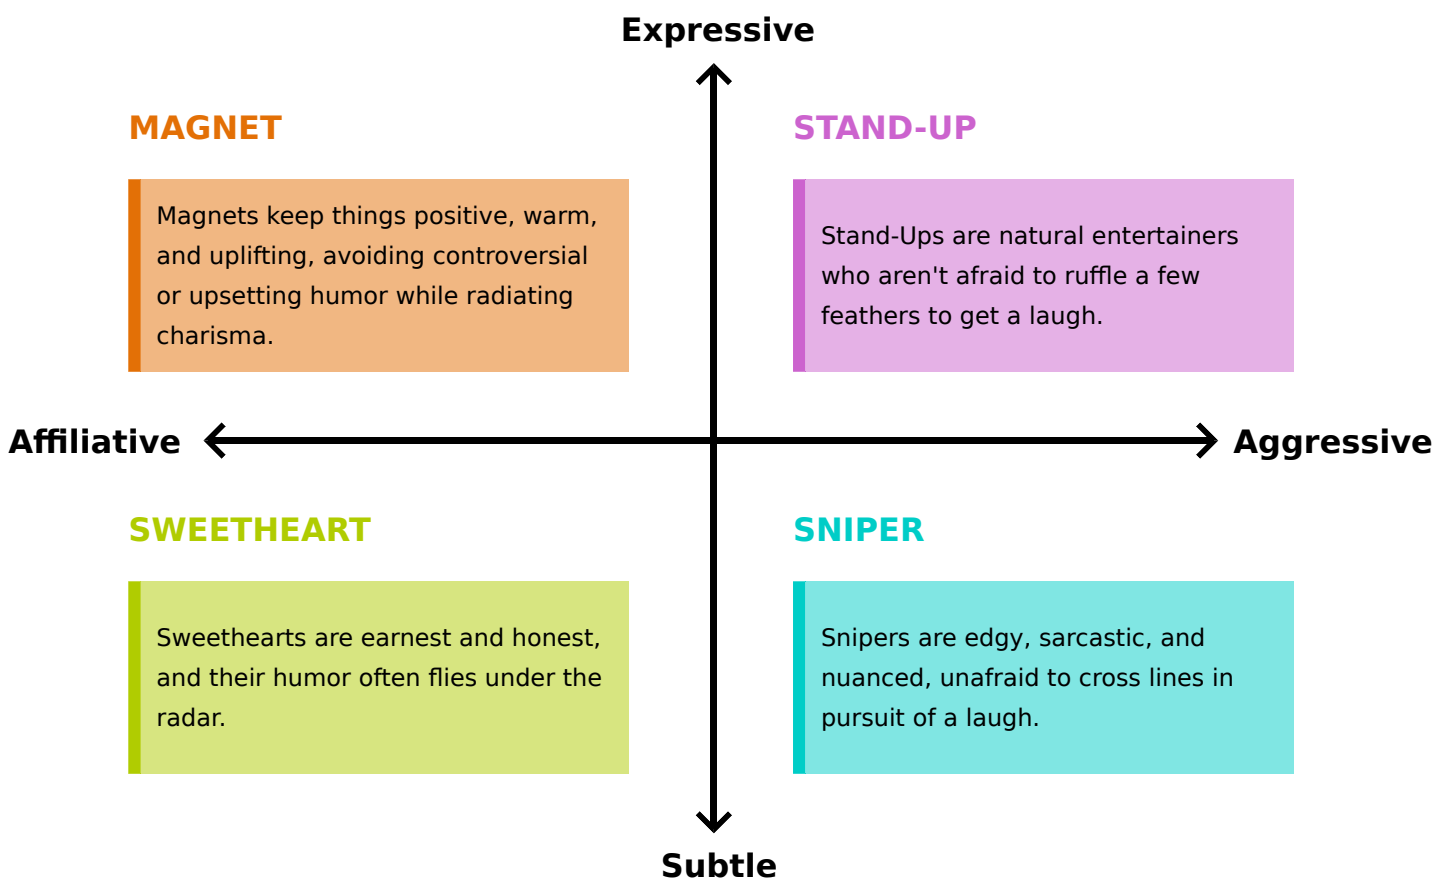 Expressive
MAGNET
Magnets keep things positive, warm,
and uplifting, avoiding controversial
or upsetting humor while radiating
charisma.
STAND-UP
Stand-Ups are natural entertainers
who aren't afraid to ruffle a few
feathers to get a laugh.
Affiliative
Aggressive
SWEETHEART
Sweethearts are earnest and honest,
and their humor often flies under the
radar.
SNIPER
Snipers are edgy, sarcastic, and
nuanced, unafraid to cross lines in
pursuit of a laugh.
Subtle